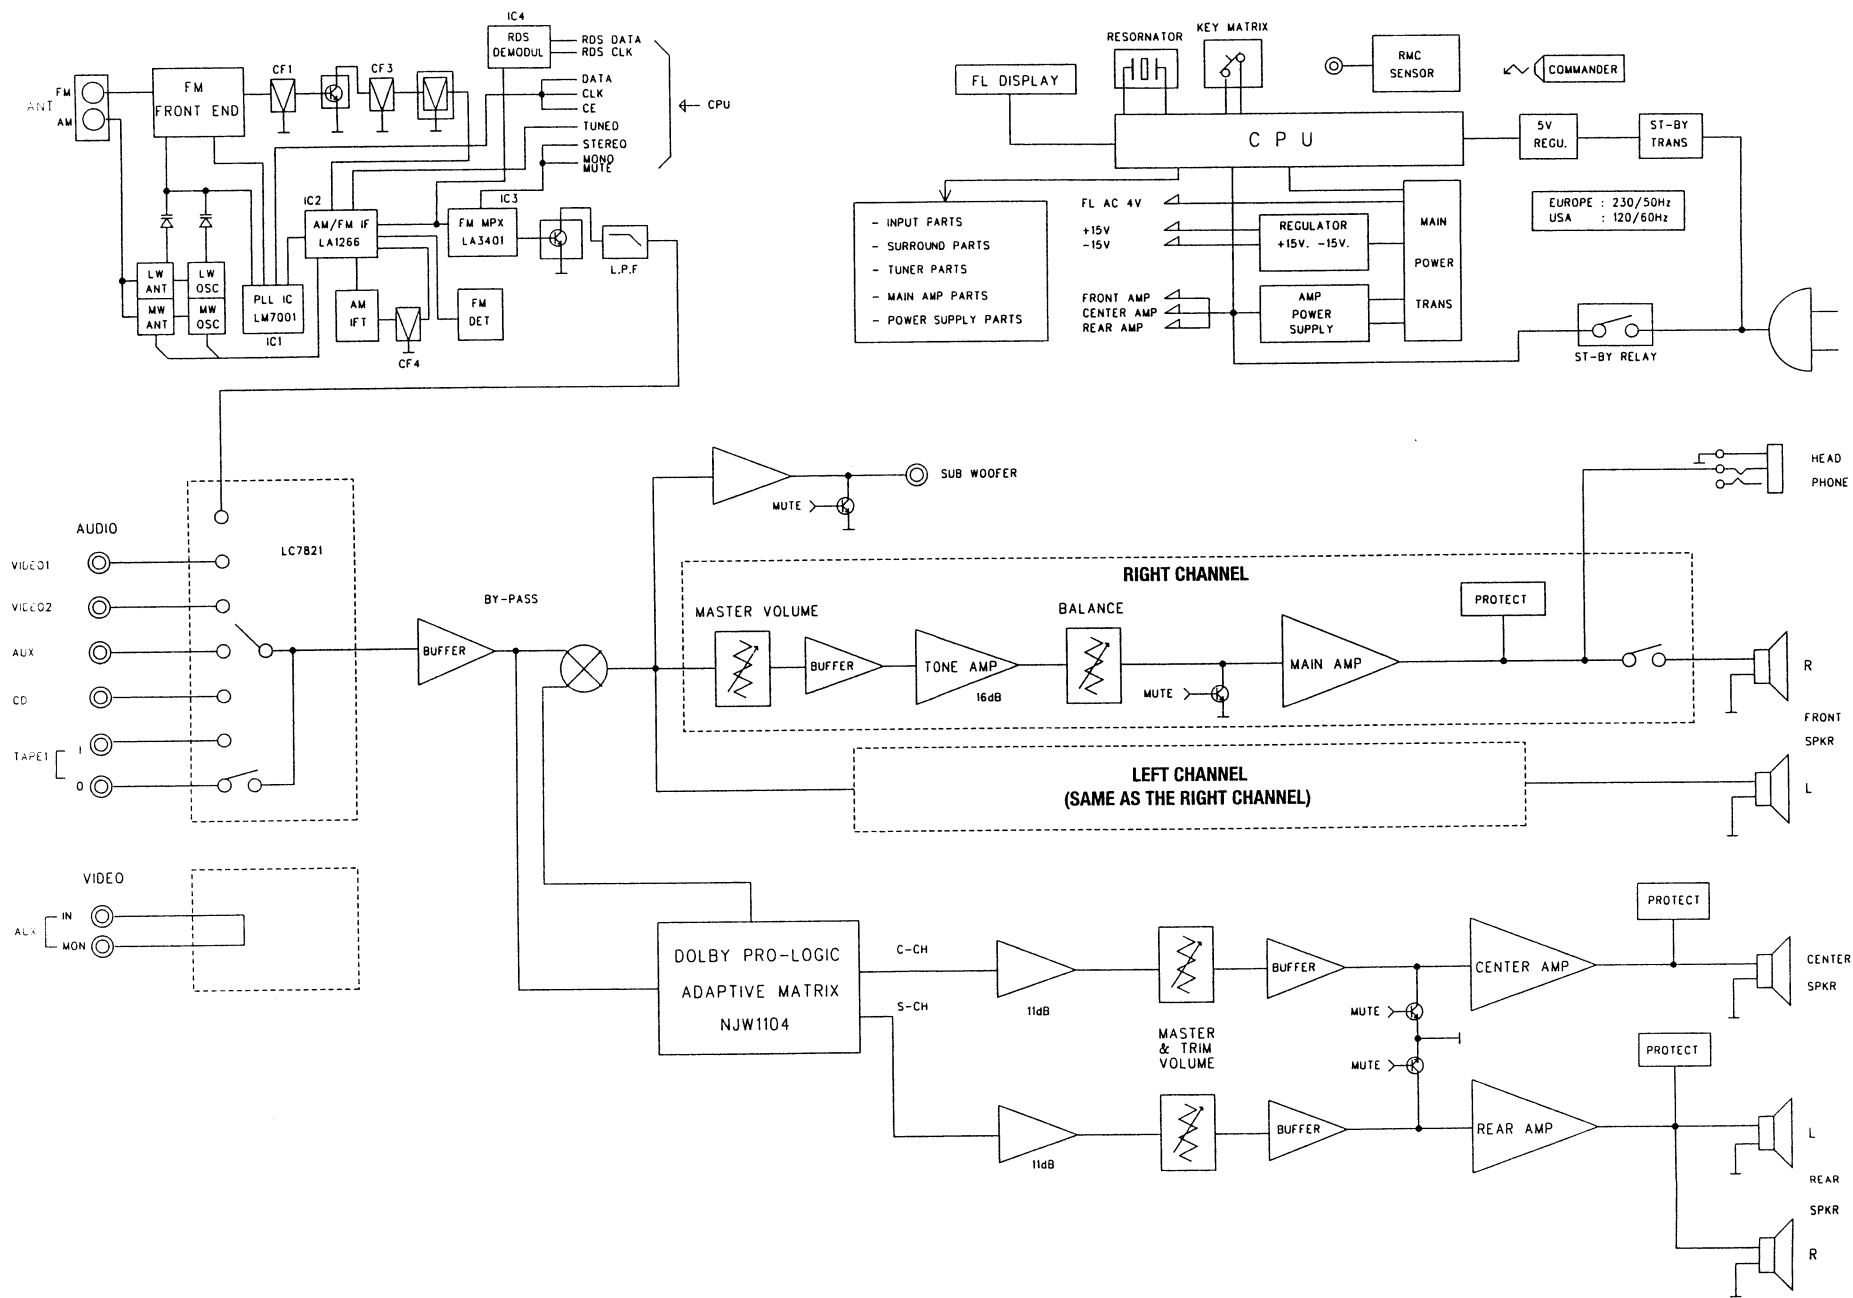 IC4
RDS
DEMODUL
RDS DATA
RDS CLK
CF1
CF3
FM
FRONT END
FM
ANT
AM
DATA
CLK
CE
TUNED
STEREO
MONO
MUTE
CPU
IC2
AM/FM IF
LA1266
IC3
FM MPX
LA3401
L.P.F
LW
ANT
LW
OSC
MW
ANT
MW
OSC
PLL IC
LM7001
IC1
AM
IFT
CF4
FM
DET
RESORNATOR
KEY MATRIX
RMC
SENSOR
COMMANDER
FL DISPLAY
CPU
5V
REGU.
ST-BY
TRANS
- INPUT PARTS
- SURROUND PARTS
- TUNER PARTS
- MAIN AMP PARTS
- POWER SUPPLY PARTS
FL AC 4V
+15V
-15V
REGULATOR
+15V. -15V.
FRONT AMP
CENTER AMP
REAR AMP
AMP
POWER
SUPPLY
MAIN
POWER
TRANS
EUROPE : 230/50Hz
USA : 120/60Hz
ST-BY RELAY
AUDIO
VIDEO1
VIDEO2
AUX
CD
TAPE1
I
O
LC7821
BUFFER
BY-PASS
MUTE
SUB WOOFER
HEAD
PHONE
RIGHT CHANNEL
MASTER VOLUME
BUFFER
TONE AMP
16dB
BALANCE
MUTE
MAIN AMP
PROTECT
R
FRONT
SPKR
LEFT CHANNEL
(SAME AS THE RIGHT CHANNEL)
L
VIDEO
AUX
IN
MON
DOLBY PRO-LOGIC
ADAPTIVE MATRIX
NJW1104
C-CH
S-CH
11dB
11dB
MASTER
& TRIM
VOLUME
BUFFER
BUFFER
MUTE
MUTE
CENTER AMP
REAR AMP
PROTECT
PROTECT
CENTER
SPKR
L
REAR
SPKR
R